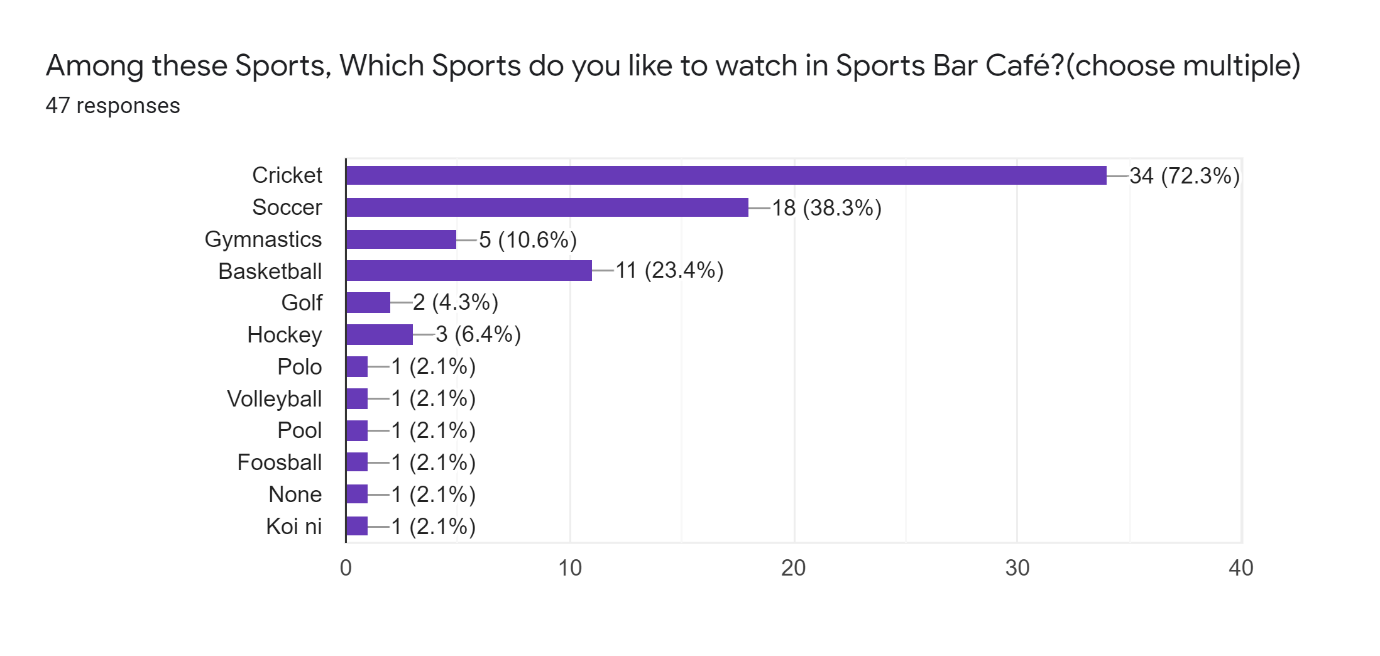 Among these Sports, Which Sports do you like to watch in Sports Bar Café?(choose multiple)
47 responses
Cricket 34 (72.3%)
Soccer 18 (38.3%)
Gymnastics 5 (10.6%)
Basketball 11 (23.4%)
Golf 2 (4.3%)
Hockey 3 (6.4%)
Polo 1 (2.1%)
Volleyball 1 (2.1%)
Pool 1 (2.1%)
Foosball 1 (2.1%)
None 1 (2.1%)
Koi ni 1 (2.1%)
0 10 20 30 40